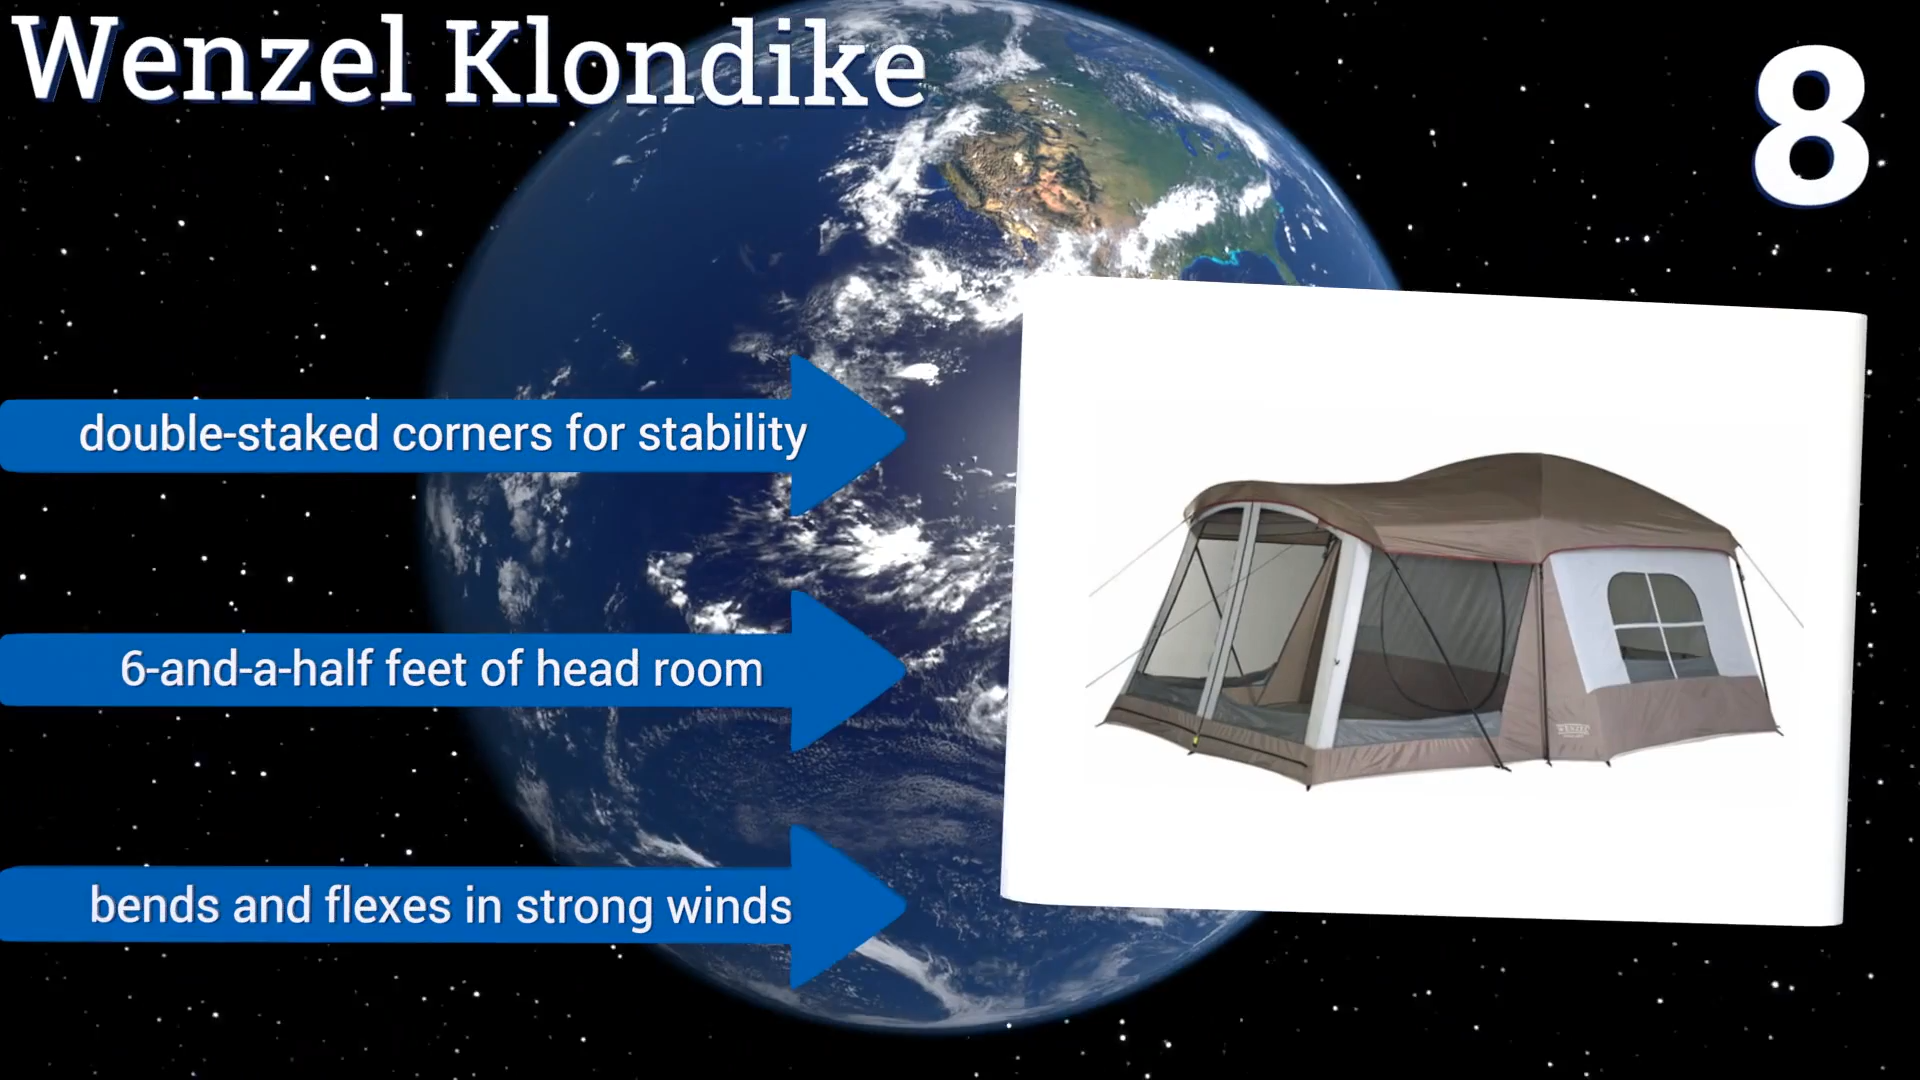 Wenzel Klondike
8
double-staked corners for stability
6-and-a-half feet of head room
bends and flexes in strong winds
WENZEL